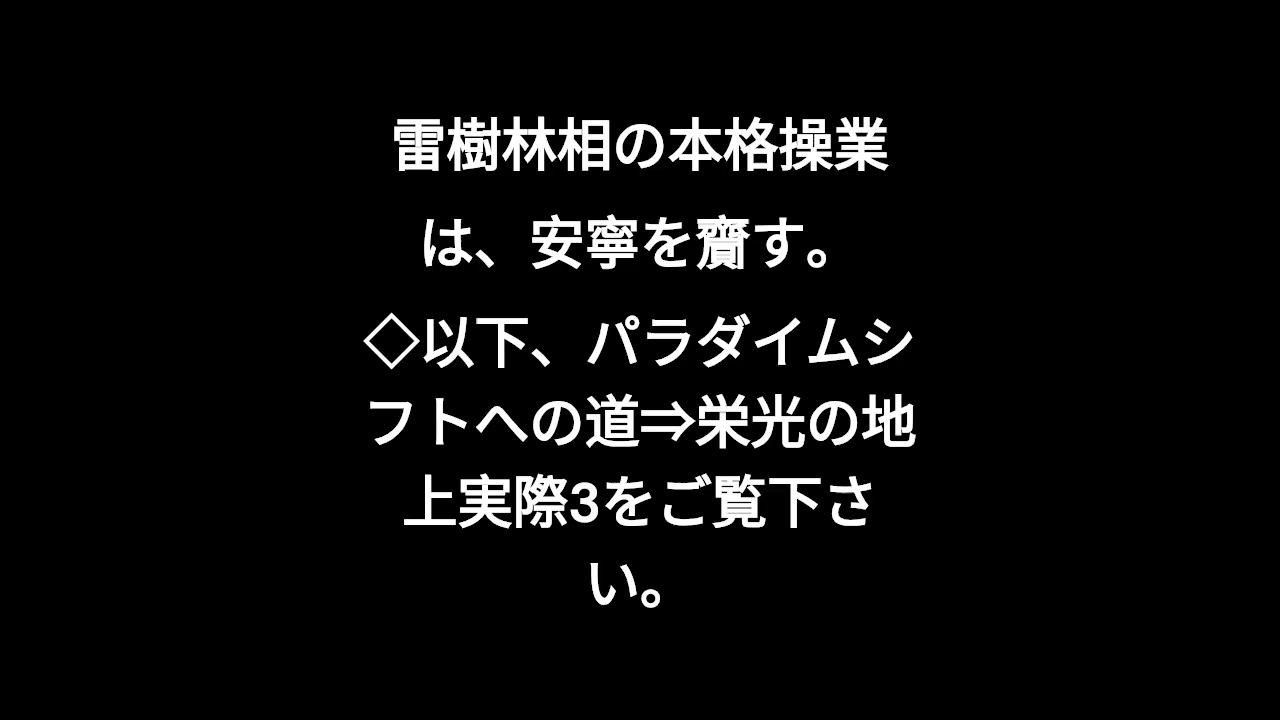 雷樹林相の本格操業
は、安寧を齎す。
◇以下、パラダイムシ
フトへの道⇒栄光の地
上実際3をご覧下さ
い。